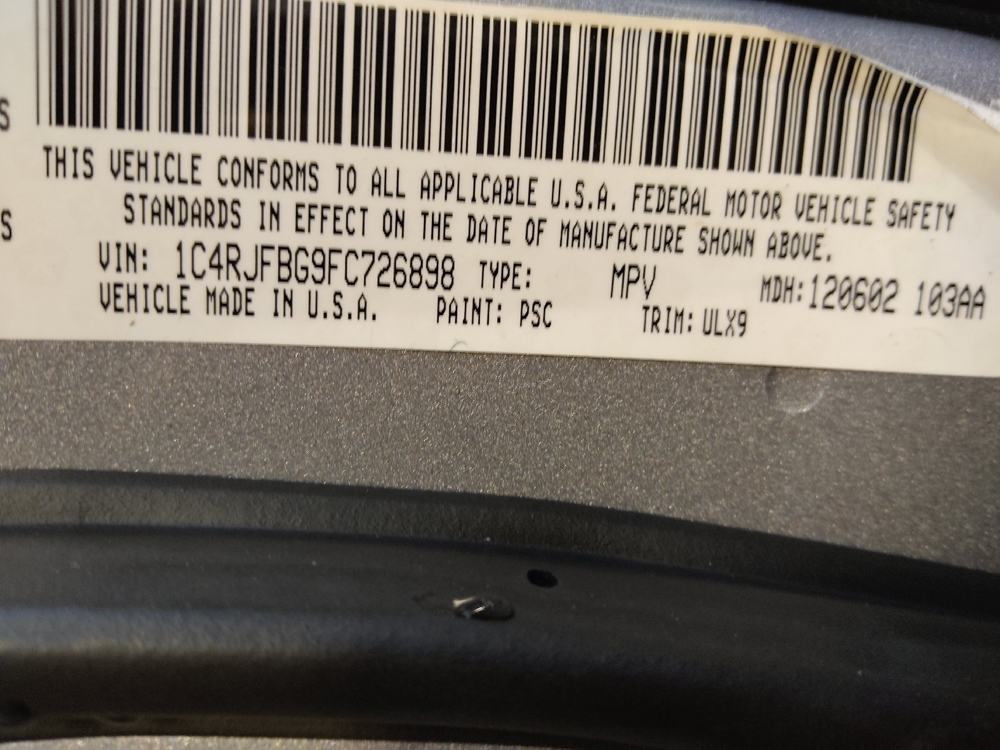 S
THIS VEHICLE CONFORMS TO ALL APPLICABLE U.S.A. FEDERAL MOTOR VEHICLE SAFETY
S STANDARDS IN EFFECT ON THE DATE OF MANUFACTURE SHOWN ABOVE.
VIN: 1C4RJFBG9FC726898 TYPE: MPV MDH:120602 103AA
VEHICLE MADE IN U.S.A. PAINT: PSC TRIM: ULX9